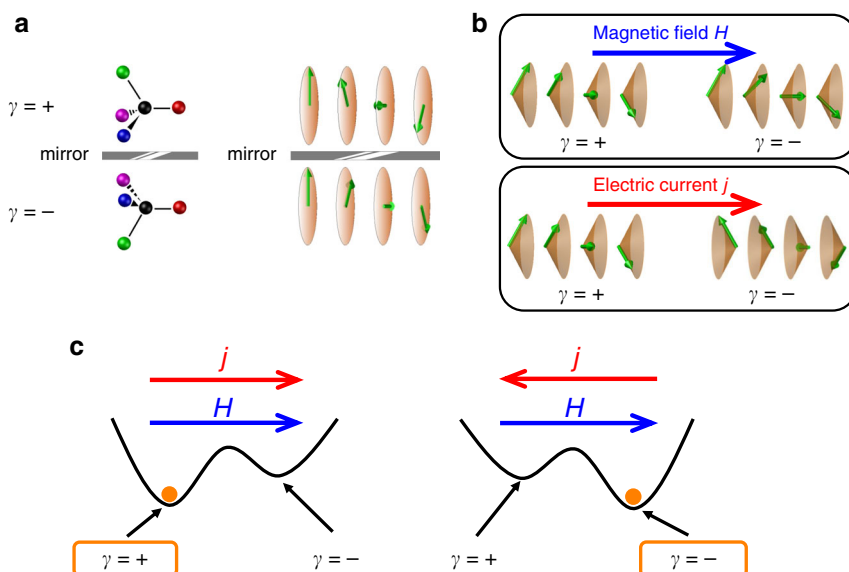 a
γ = +
mirror
mirror
γ = −
b
Magnetic field H
γ = +
γ = −
Electric current j
γ = +
γ = −
c
j
j
H
H
γ = +
γ = −
γ = +
γ = −